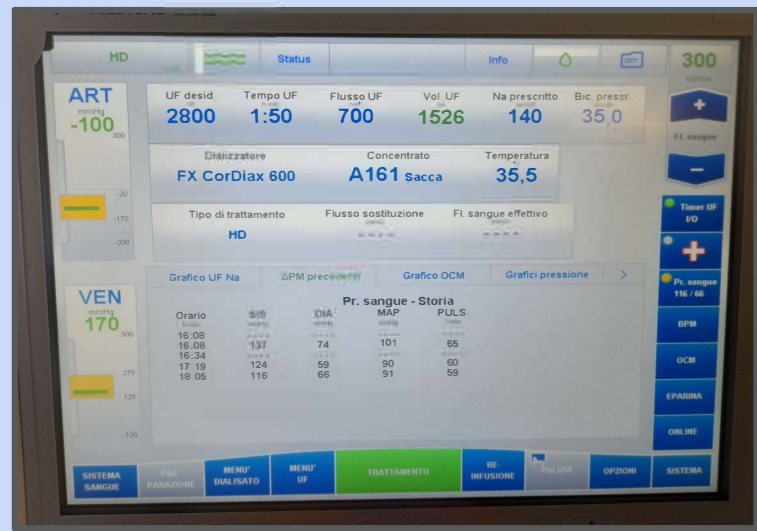 HD Status Info 300
ART
mmHg
-100
300
-20
-170
-300
UF desid Tempo UF Flusso UF Vol. UF Na prescritto Bic. prescr.
2800 1:50 700 1526 140 35,0
Dializzatore Concentrato Temperatura
FX CorDiax 600 A161 sacca 35,5
Tipo di trattamento Flusso sostituzione Fl. sangue effettivo
HD
+
Fl. sangue
−
Timer UF
I/O
Pr. sangue
116 / 66
BPM
OCM
EPARINA
ONLINE
Grafico UF Na BPM precedenti Grafico OCM Grafici pressione >
VEN
mmHg
170
500
275
125
-100
Pr. sangue - Storia
Orario SIS DIA MAP PULS
16:08
16:08 137 74 101 65
16:34
17 19 124 59 90 60
18 05 116 66 91 59
SISTEMA
SANGUE
PRE-
PARAZIONE
MENU'
DIALISATO
MENU'
UF
TRATTAMENTO
RE-
INFUSIONE
PULIZIA
OPZIONI
SISTEMA